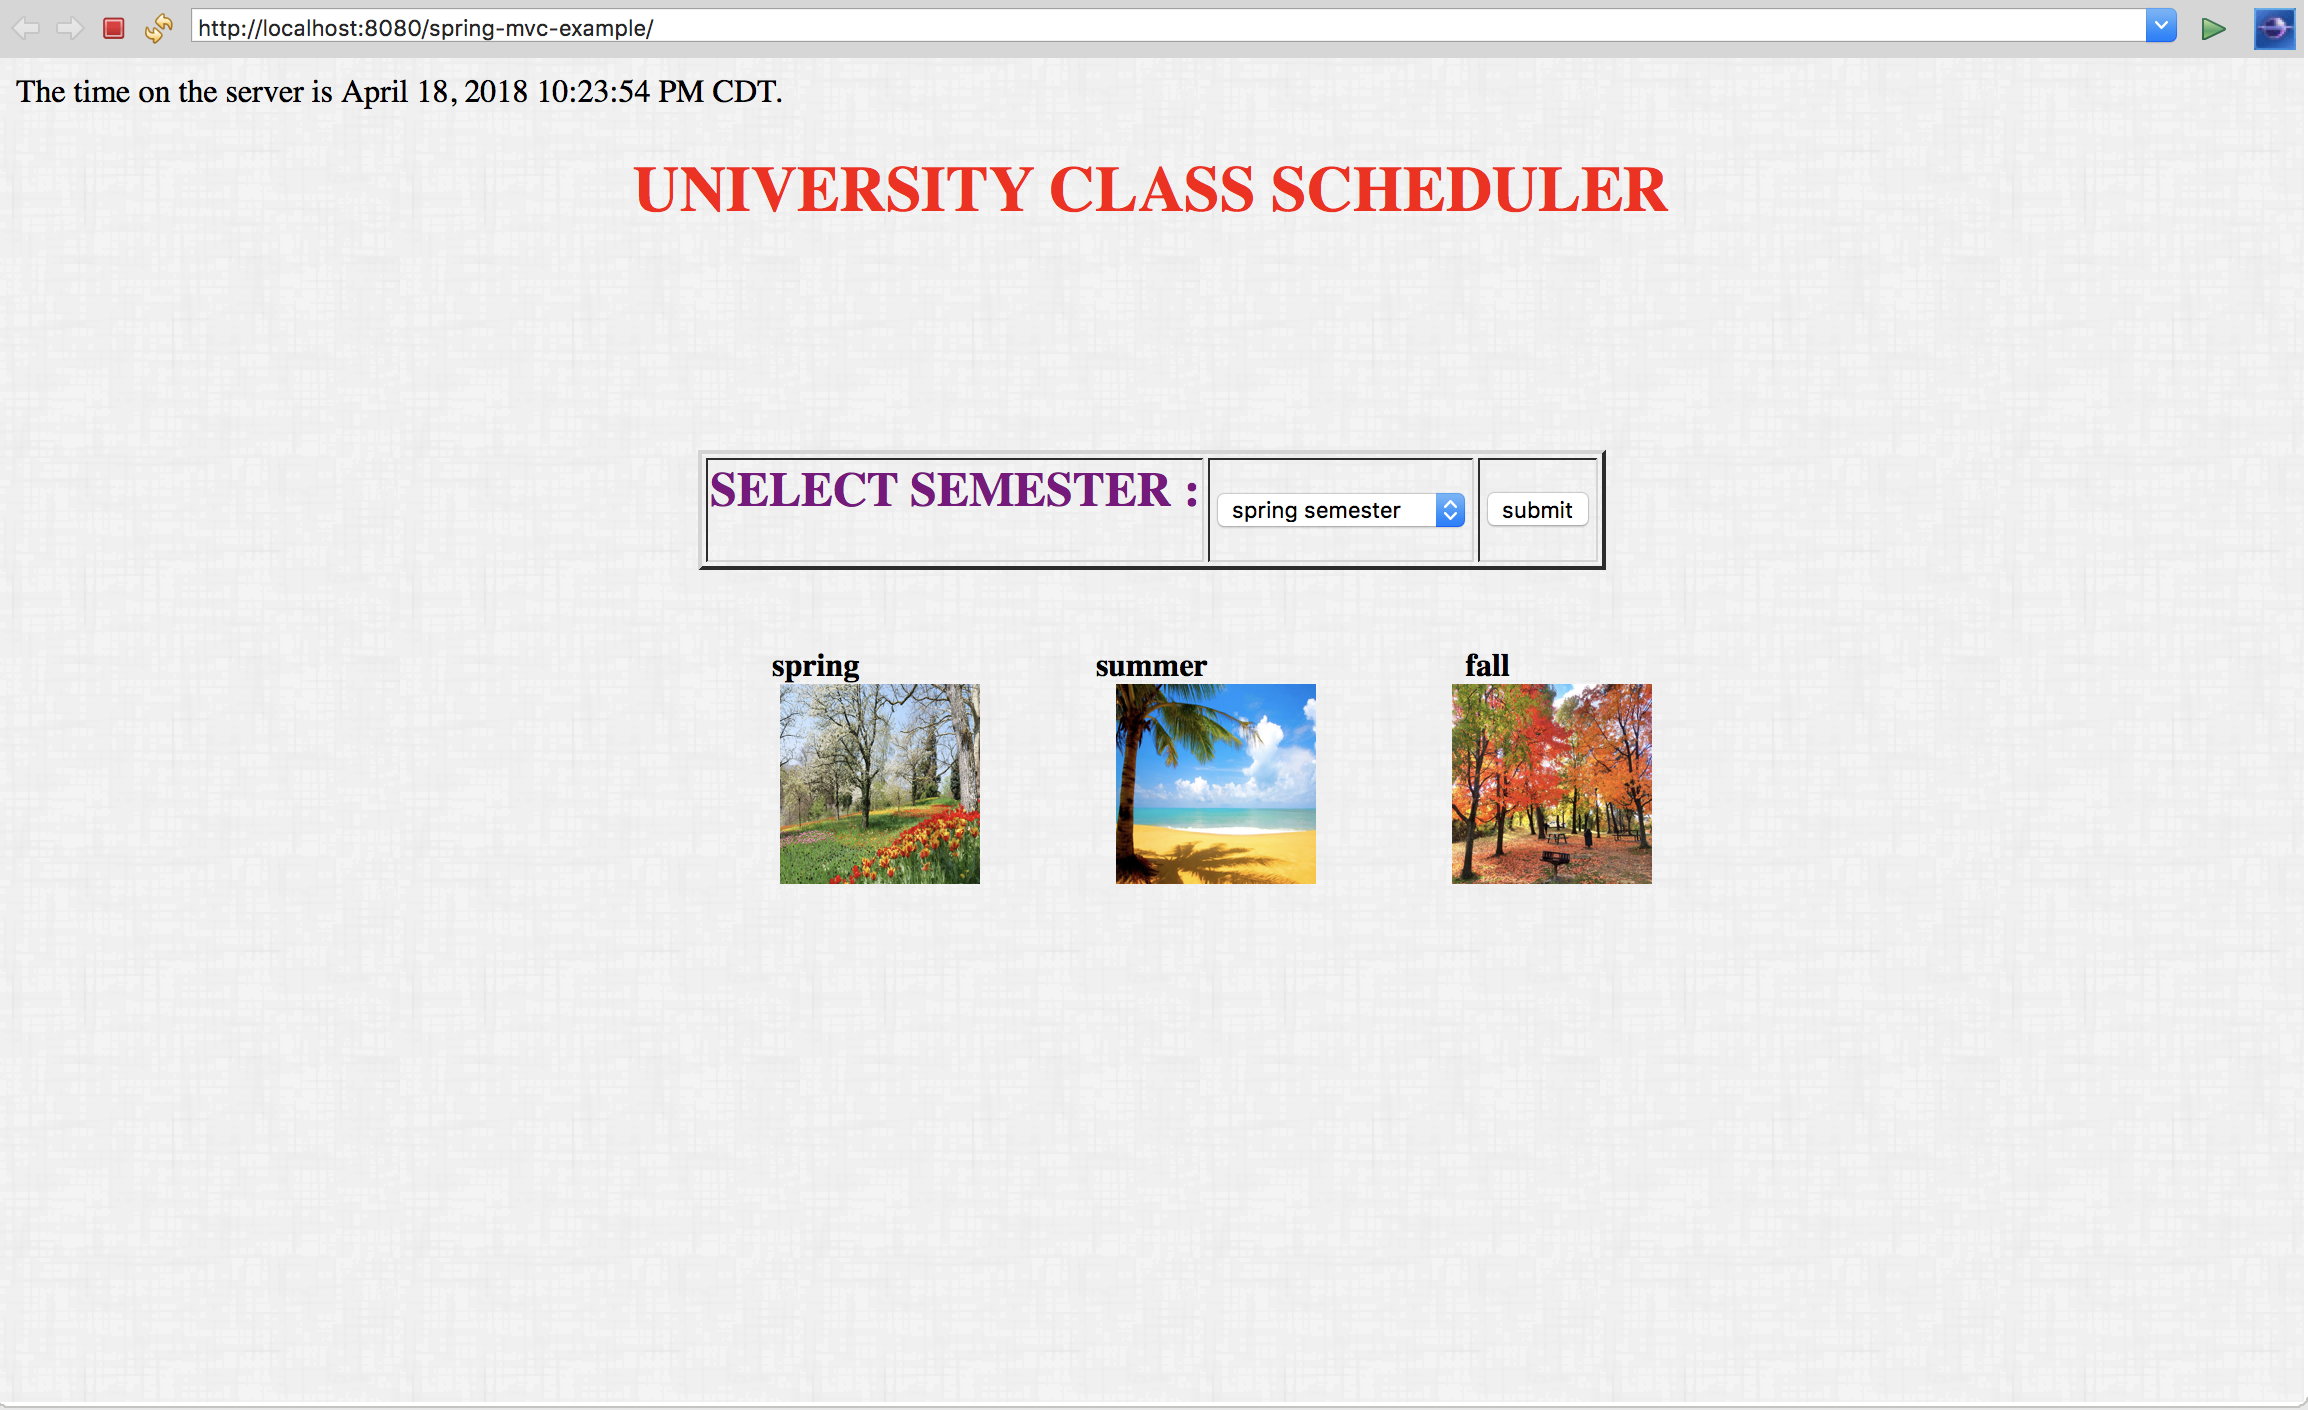 http://localhost:8080/spring-mvc-example/
The time on the server is April 18, 2018 10:23:54 PM CDT.
UNIVERSITY CLASS SCHEDULER
SELECT SEMESTER : spring semester submit
spring summer fall